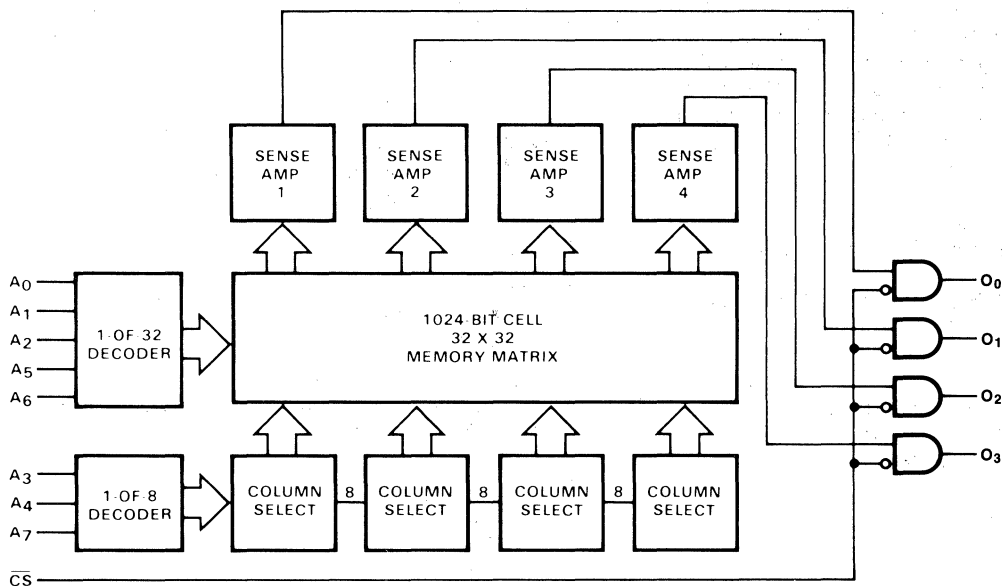 SENSE
AMP
1
SENSE
AMP
2
SENSE
AMP
3
SENSE
AMP
4
A0
A1
A2
A5
A6
1-OF-32
DECODER
1024-BIT CELL
32 X 32
MEMORY MATRIX
O0
O1
O2
O3
A3
A4
A7
1-OF-8
DECODER
COLUMN
SELECT
8
COLUMN
SELECT
8
COLUMN
SELECT
8
COLUMN
SELECT
C̅S̅